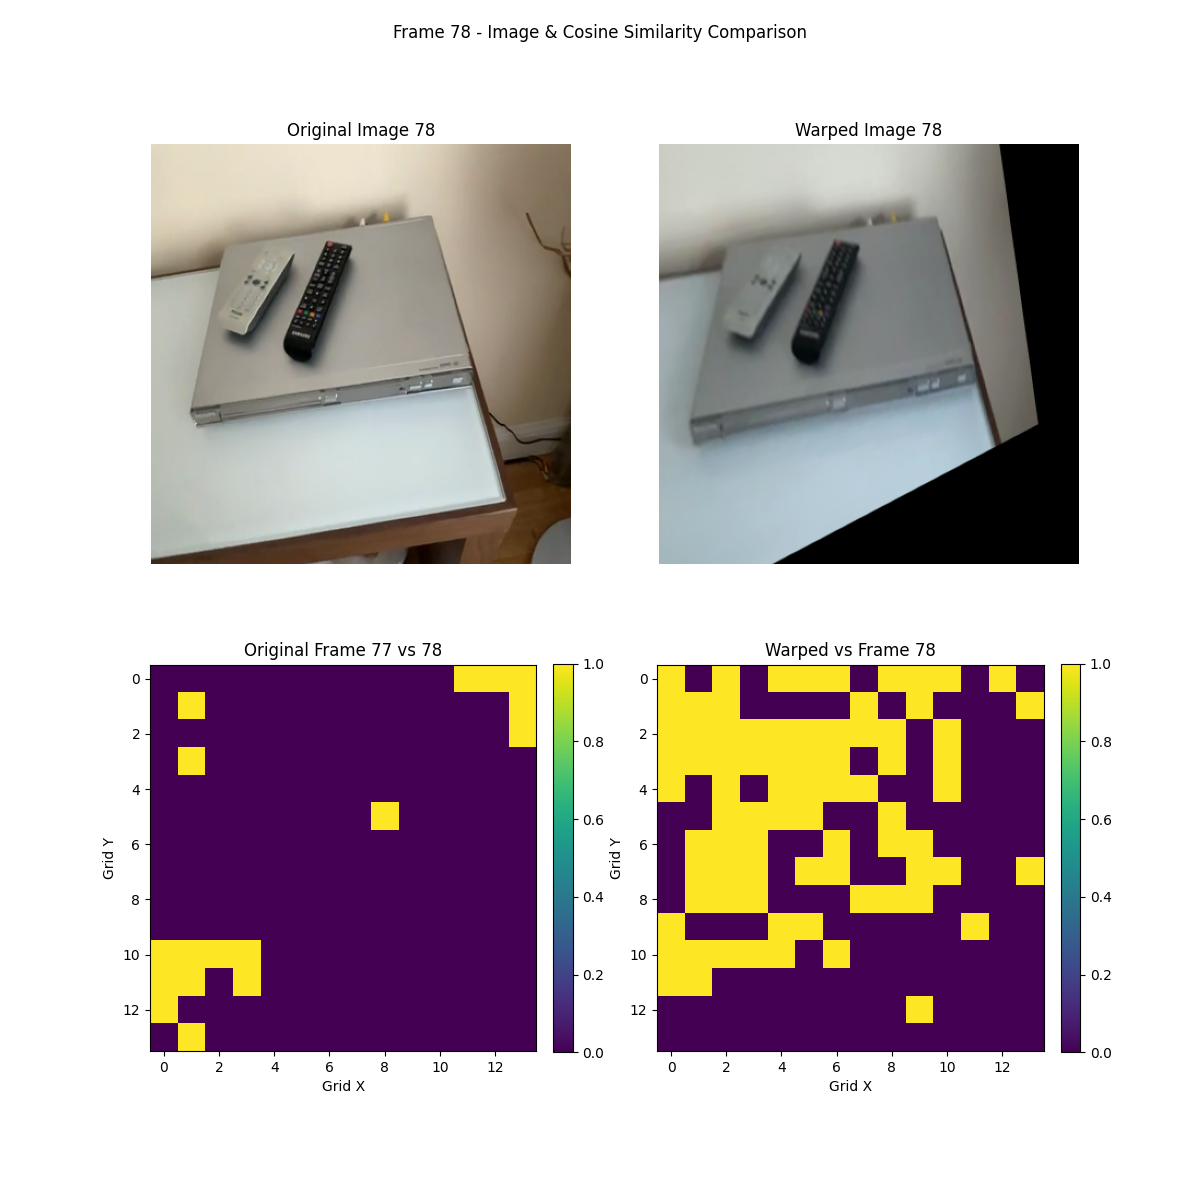 Frame 78 - Image & Cosine Similarity Comparison
Original Image 78
Warped Image 78
SAMSUNG
Original Frame 77 vs 78
Warped vs Frame 78
0
2
4
6
8
10
12
Grid Y
0 2 4 6 8 10 12
Grid X
1.0
0.8
0.6
0.4
0.2
0.0
0
2
4
6
8
10
12
Grid Y
0 2 4 6 8 10 12
Grid X
1.0
0.8
0.6
0.4
0.2
0.0